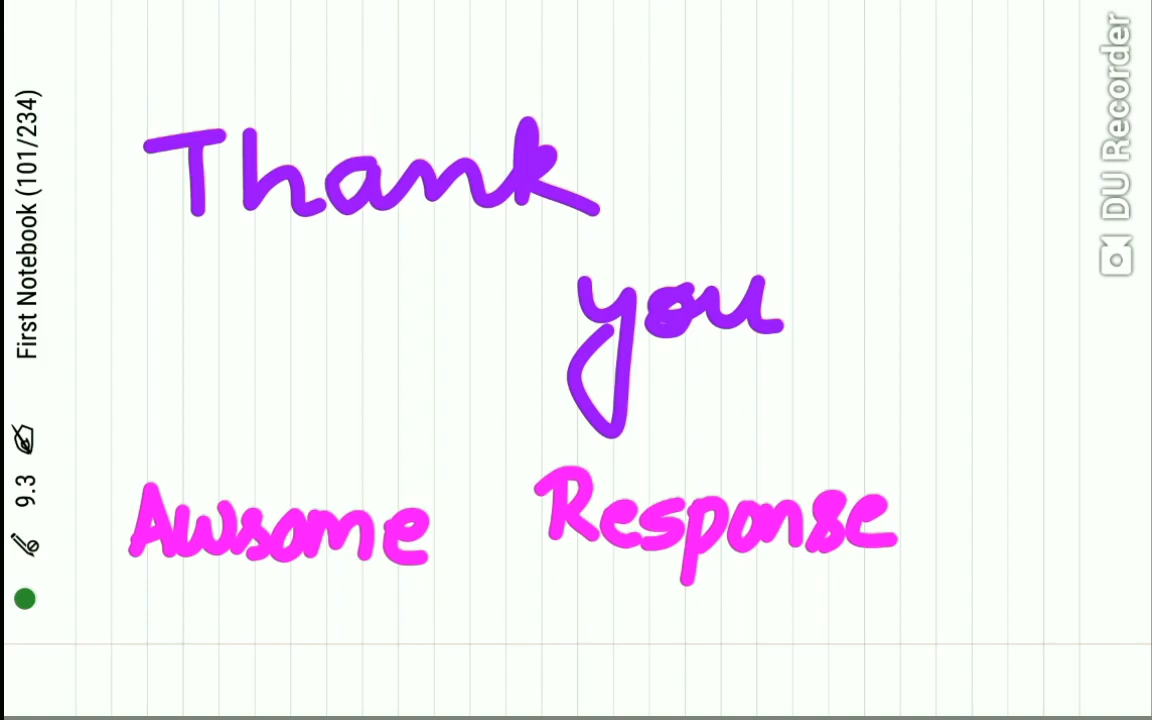 Thank
you
Awsome Response
First Notebook (101/234)
9.3
DU Recorder